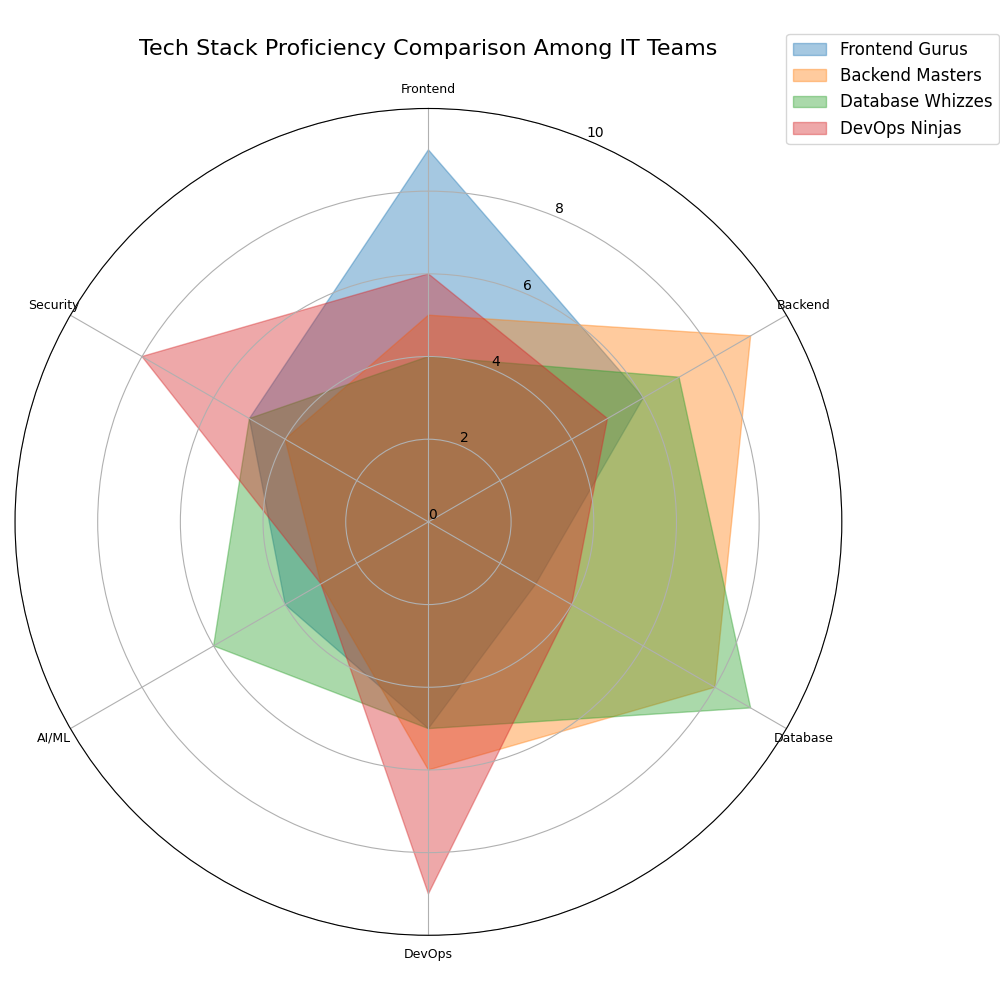 Tech Stack Proficiency Comparison Among IT Teams
Frontend Gurus
Backend Masters
Database Whizzes
DevOps Ninjas
Frontend
10
8
Security
6
Backend
4
2
0
AI/ML
Database
DevOps